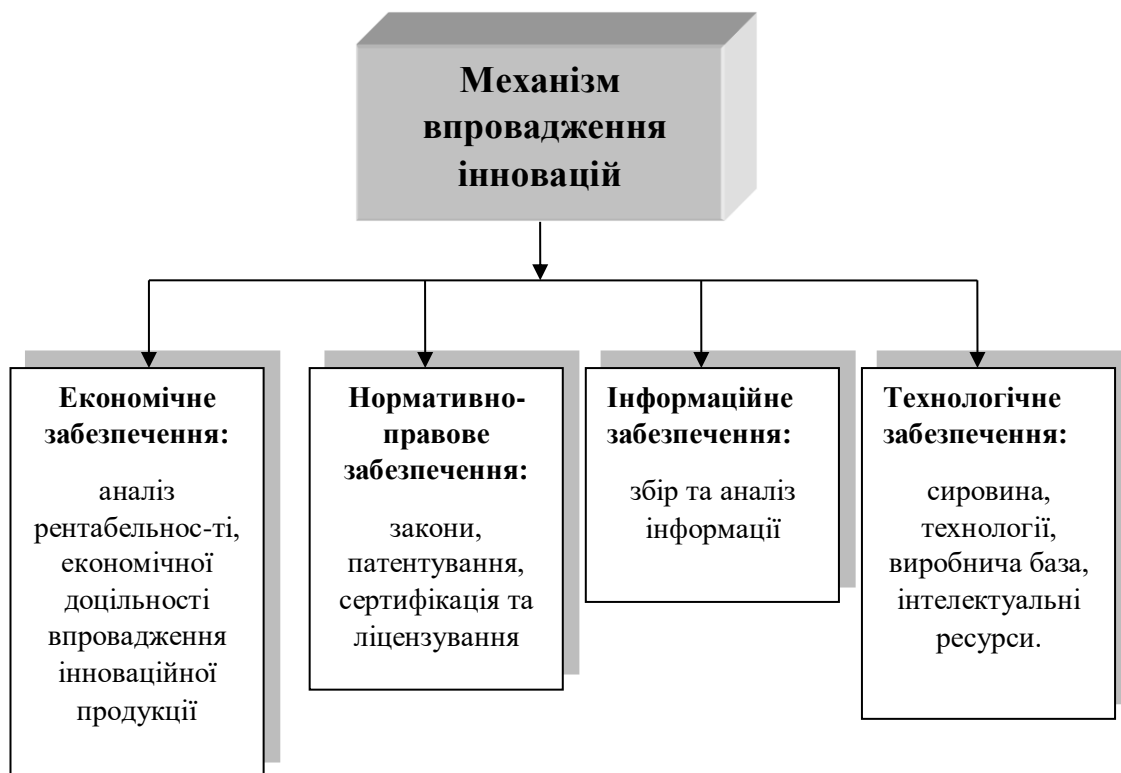 Механізм
впровадження
інновацій
Економічне
забезпечення:
аналіз
рентабельнос-ті,
економічної
доцільності
впровадження
інноваційної
продукції
Нормативно-
правове
забезпечення:
закони,
патентування,
сертифікація та
ліцензування
Інформаційне
забезпечення:
збір та аналіз
інформації
Технологічне
забезпечення:
сировина,
технології,
виробнича база,
інтелектуальні
ресурси.